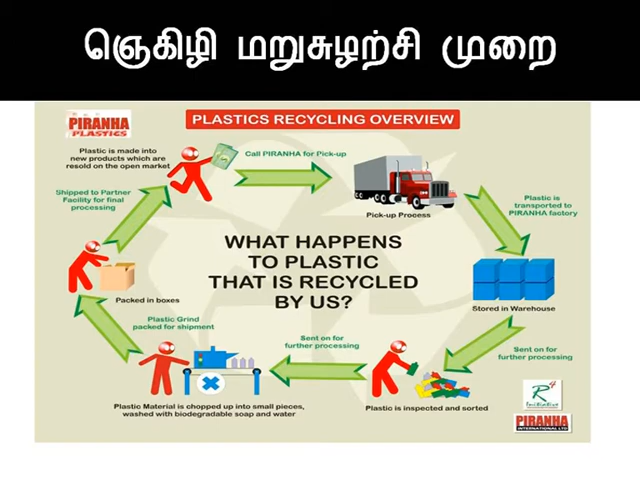 ஞெகிழி மறுசுழற்சி முறை
PIRANHA
PLASTICS
PLASTICS RECYCLING OVERVIEW
Plastic is made into
new products which are
resold on the open market
Call PIRANHA for Pick-up
Pick-up Process
Plastic is
transported to
PIRANHA factory
Stored in Warehouse
Sent on for
further processing
Plastic is inspected and sorted
Sent on for
further processing
Plastic Material is chopped up into small pieces,
washed with biodegradable soap and water
Plastic Grind
packed for shipment
Packed in boxes
Shipped to Partner
Facility for final
processing
WHAT HAPPENS
TO PLASTIC
THAT IS RECYCLED
BY US?
R4
Initiative
PIRANHA
INTERNATIONAL LTD